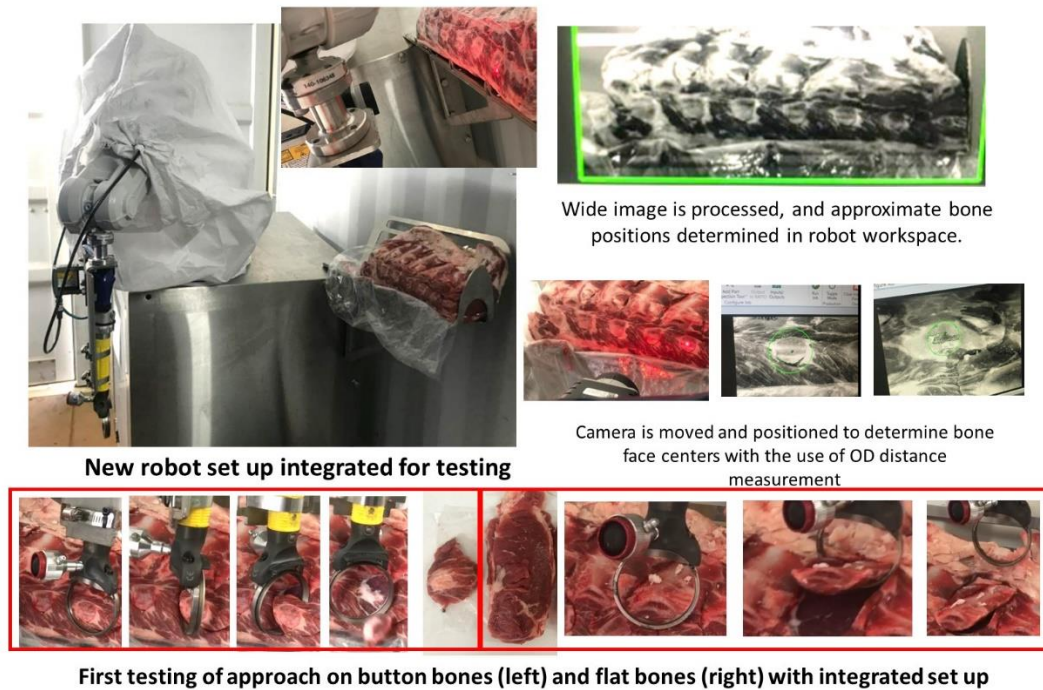 140-106348
Wide image is processed, and approximate bone
positions determined in robot workspace.
Camera is moved and positioned to determine bone
face centers with the use of OD distance
measurement
New robot set up integrated for testing
First testing of approach on button bones (left) and flat bones (right) with integrated set up